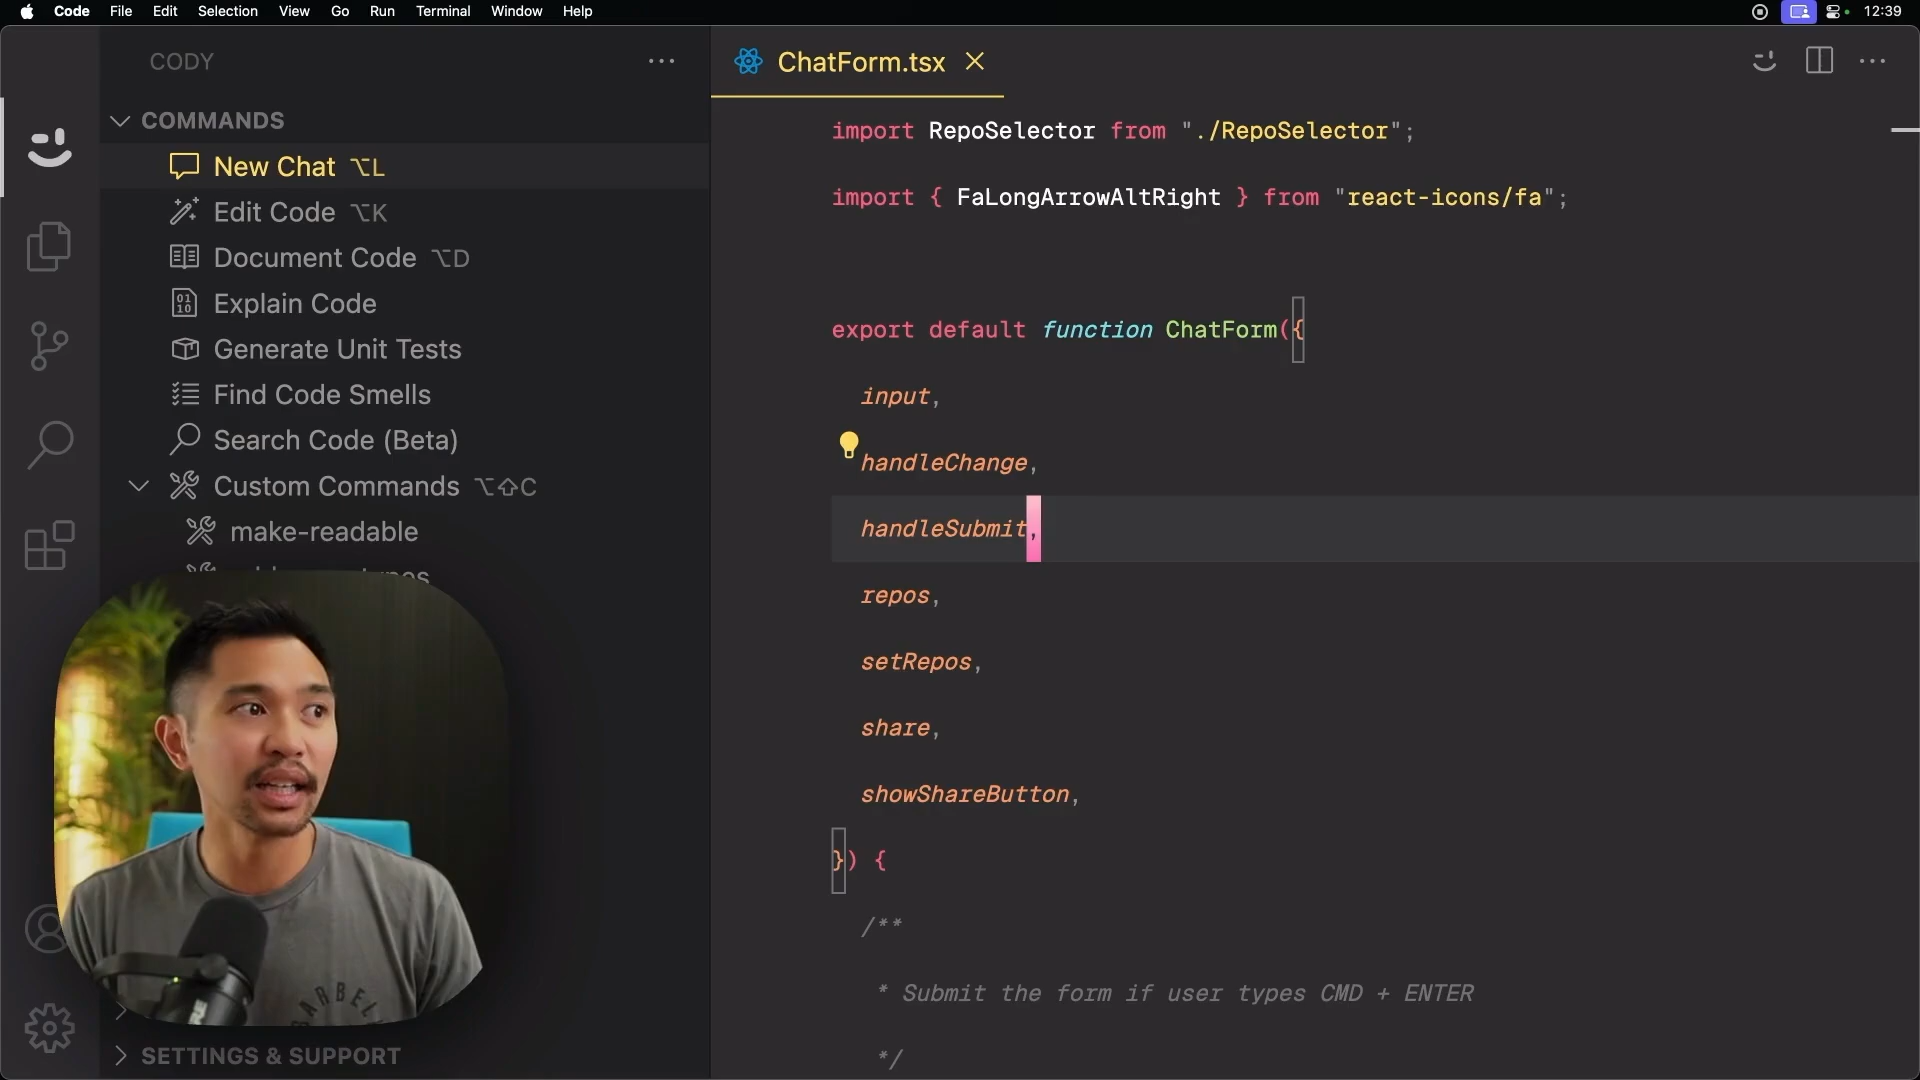 Code File Edit Selection View Go Run Terminal Window Help 12:39
CODY
COMMANDS
New Chat ⌥L
Edit Code ⌥K
Document Code ⌥D
Explain Code
Generate Unit Tests
Find Code Smells
Search Code (Beta)
Custom Commands ⌥⇧C
make-readable
SETTINGS & SUPPORT
ChatForm.tsx
import RepoSelector from "./RepoSelector";
import { FaLongArrowAltRight } from "react-icons/fa";
export default function ChatForm({
input,
handleChange,
handleSubmit,
repos,
setRepos,
share,
showShareButton,
}) {
/**
* Submit the form if user types CMD + ENTER
*/